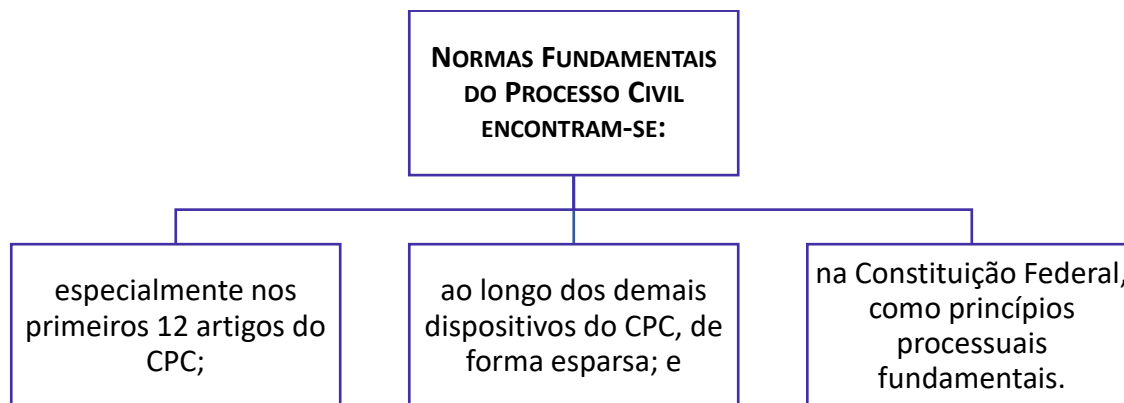 NORMAS FUNDAMENTAIS
DO PROCESSO CIVIL
ENCONTRAM-SE:
especialmente nos
primeiros 12 artigos do
CPC;
ao longo dos demais
dispositivos do CPC, de
forma esparsa; e
na Constituição Federal,
como princípios
processuais
fundamentais.